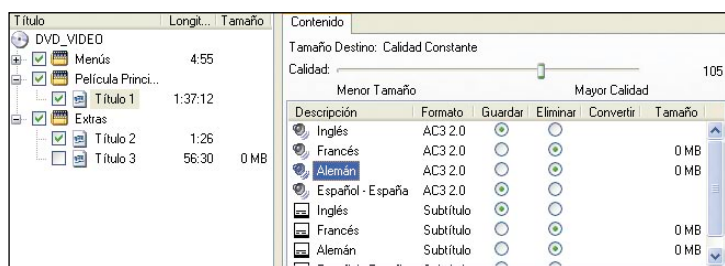 Título Longit... Tamaño
DVD_VIDEO
Menús 4:55
Película Princi...
Título 1 1:37:12
Extras
Título 2 1:26
Título 3 56:30 0 MB
Contenido
Tamaño Destino: Calidad Constante
Calidad: 105
Menor Tamaño Mayor Calidad
Descripción Formato Guardar Eliminar Convertir Tamaño
Inglés AC3 2.0
Francés AC3 2.0 0 MB
Alemán AC3 2.0 0 MB
Español - España AC3 2.0
Inglés Subtítulo
Francés Subtítulo 0 MB
Alemán Subtítulo 0 MB